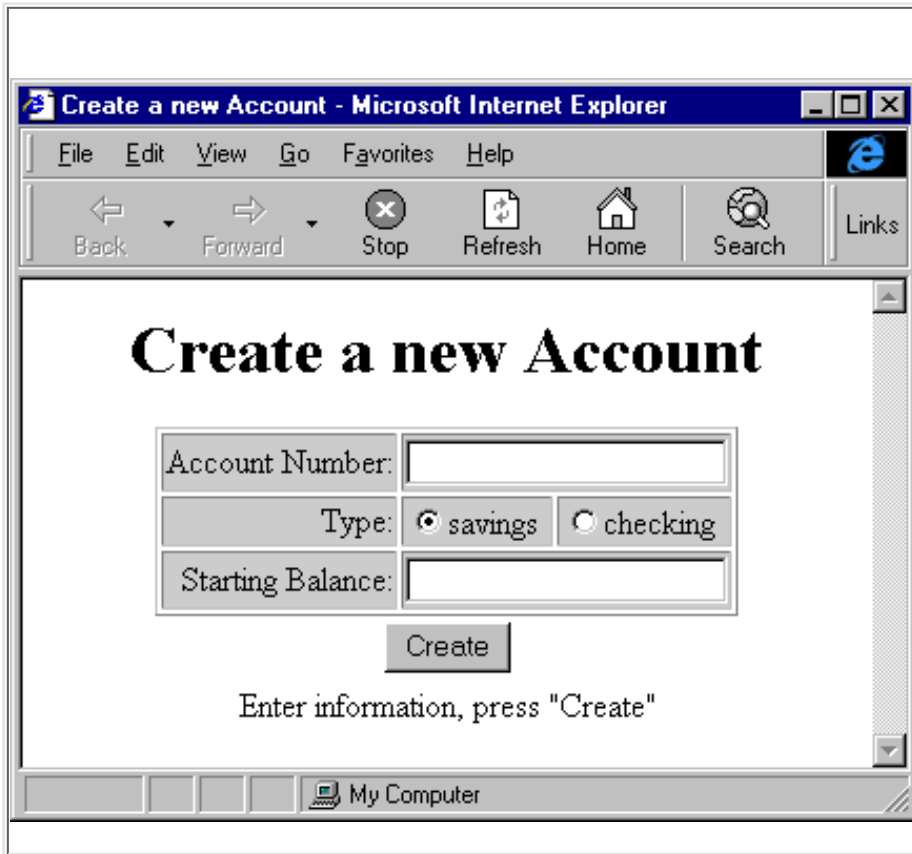 Create a new Account - Microsoft Internet Explorer
File Edit View Go Favorites Help
Back Forward Stop Refresh Home Search Links
Create a new Account
Account Number:
Type: savings checking
Starting Balance:
Create
Enter information, press "Create"
My Computer